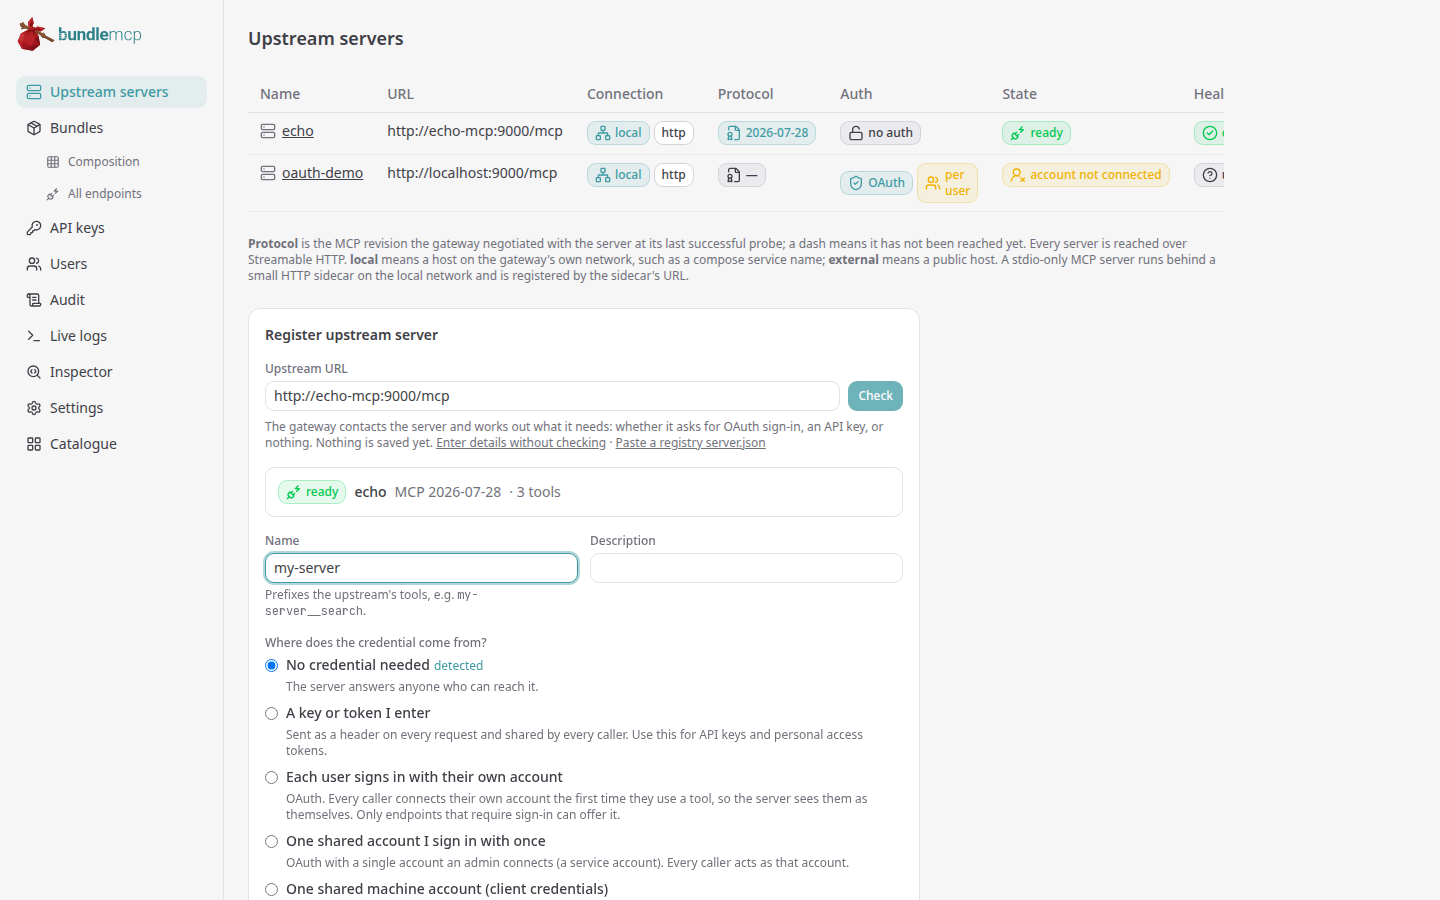 bundlemcp
Upstream servers
Bundles
Composition
All endpoints
API keys
Users
Audit
Live logs
Inspector
Settings
Catalogue
Upstream servers
Name URL Connection Protocol Auth State Heal
echo http://echo-mcp:9000/mcp local http 2026-07-28 no auth ready
oauth-demo http://localhost:9000/mcp local http — OAuth per user account not connected
Protocol is the MCP revision the gateway negotiated with the server at its last successful probe; a dash means it has not been reached yet. Every server is reached over
Streamable HTTP. local means a host on the gateway's own network, such as a compose service name; external means a public host. A stdio-only MCP server runs behind a
small HTTP sidecar on the local network and is registered by the sidecar's URL.
Register upstream server
Upstream URL
http://echo-mcp:9000/mcp Check
The gateway contacts the server and works out what it needs: whether it asks for OAuth sign-in, an API key, or
nothing. Nothing is saved yet. Enter details without checking · Paste a registry server.json
ready echo MCP 2026-07-28 · 3 tools
Name Description
my-server
Prefixes the upstream's tools, e.g. my-
server__search.
Where does the credential come from?
No credential needed detected
The server answers anyone who can reach it.
A key or token I enter
Sent as a header on every request and shared by every caller. Use this for API keys and personal access
tokens.
Each user signs in with their own account
OAuth. Every caller connects their own account the first time they use a tool, so the server sees them as
themselves. Only endpoints that require sign-in can offer it.
One shared account I sign in with once
OAuth with a single account an admin connects (a service account). Every caller acts as that account.
One shared machine account (client credentials)